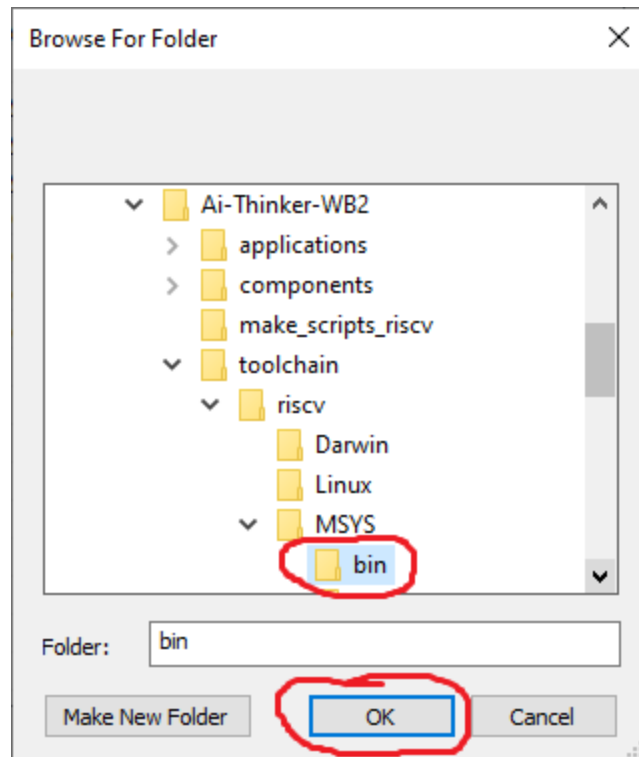 Browse For Folder
Ai-Thinker-WB2
applications
components
make_scripts_riscv
toolchain
riscv
Darwin
Linux
MSYS
bin
Folder: bin
Make New Folder OK Cancel